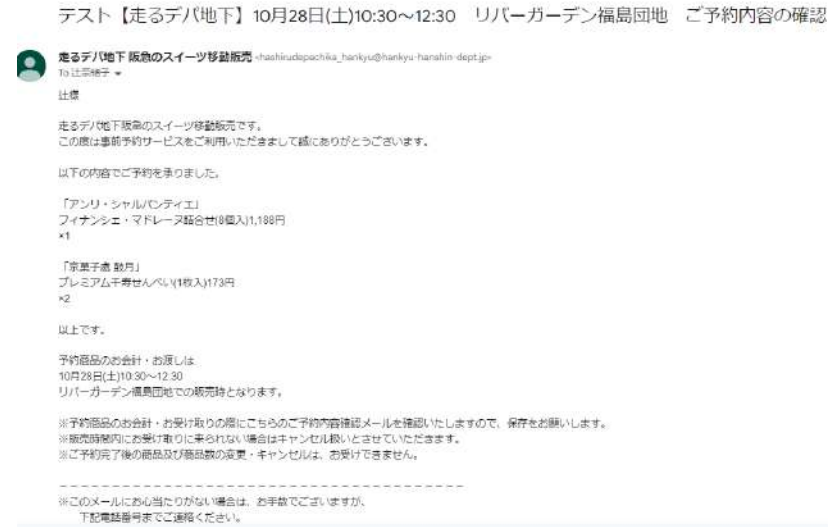 テスト【走るデパ地下】10月28日(土)10:30～12:30　リバーガーデン福島団地　ご予約内容の確認
走るデパ地下 阪急のスイーツ移動販売 <hashirudepachika_hankyu@hankyu-hanshin-dept.jp>
To 辻
辻様
走るデパ地下阪急のスイーツ移動販売です。
この度は事前予約サービスをご利用いただきまして誠にありがとうございます。
以下の内容でご予約を承りました。
「アンリ・シャルパンティエ」
フィナンシェ・マドレーヌ詰合せ(8個入)1,188円
×1
「京菓子處 鼓月」
プレミアム千寿せんべい(1枚入)173円
×2
以上です。
予約商品のお会計・お渡しは
10月28日(土)10:30～12:30
リバーガーデン福島団地での販売時となります。
※予約商品のお会計・お受け取りの際にこちらのご予約内容確認メールを確認いたしますので、保存をお願いします。
※販売時間内にお受け取りに来られない場合はキャンセル扱いとさせていただきます。
※ご予約完了後の商品及び商品数の変更・キャンセルは、お受けできません。
－－－－－－－－－－－－－－－－－－－－－－－－－－－－－－－－－－－－－－－
※このメールにお心当たりがない場合は、お手数でございますが、
下記電話番号までご連絡ください。